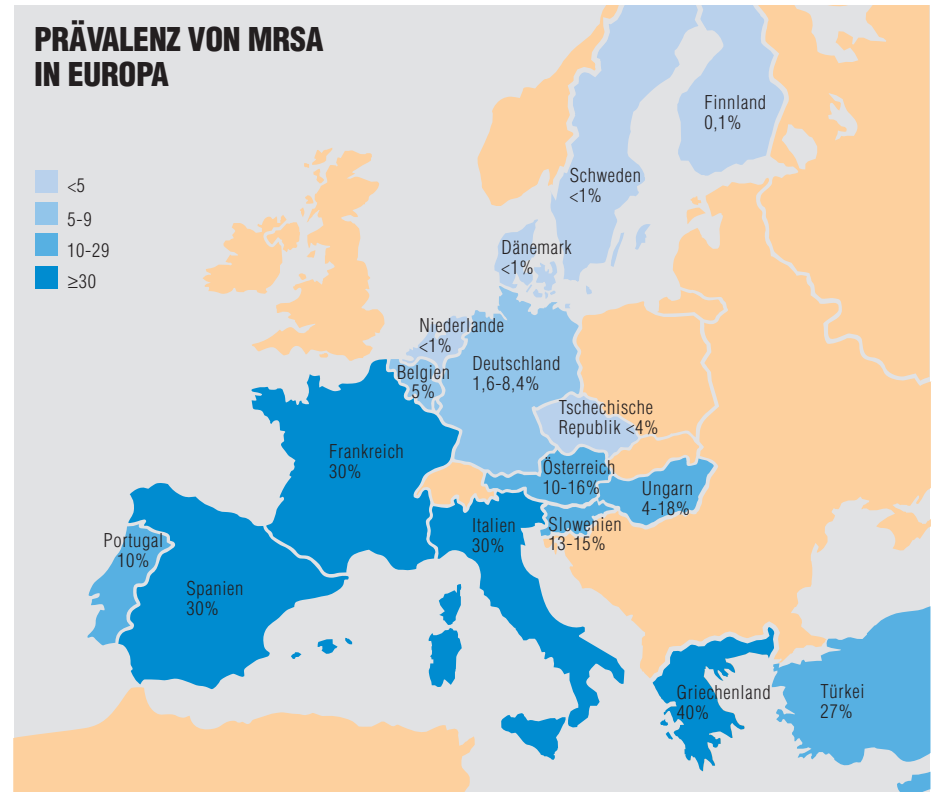 PRÄVALENZ VON MRSA
IN EUROPA
<5
5-9
10-29
≥30
Finnland
0,1%
Schweden
<1%
Dänemark
<1%
Niederlande
<1%
Belgien
5%
Deutschland
1,6-8,4%
Tschechische
Republik <4%
Frankreich
30%
Österreich
10-16%
Ungarn
4-18%
Italien
30%
Slowenien
13-15%
Portugal
10%
Spanien
30%
Griechenland
40%
Türkei
27%